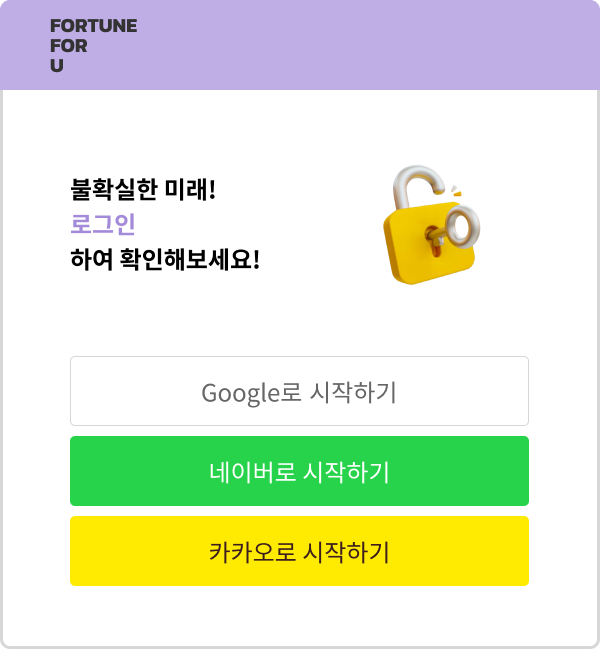 FORTUNE
FOR
U
불확실한 미래!
로그인
하여 확인해보세요!
Google로 시작하기
네이버로 시작하기
카카오로 시작하기